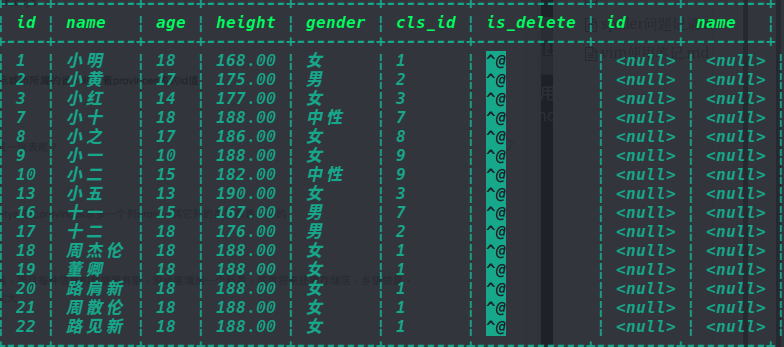 id name age height gender cls_id is_delete id name
1 小明 18 168.00 女 1 ^@ <null> <null>
2 小黄 17 175.00 男 2 ^@ <null> <null>
3 小红 14 177.00 女 3 ^@ <null> <null>
7 小十 18 188.00 中性 7 ^@ <null> <null>
8 小之 17 186.00 女 8 ^@ <null> <null>
9 小一 10 188.00 女 9 ^@ <null> <null>
10 小二 15 182.00 中性 9 ^@ <null> <null>
13 小五 13 190.00 女 3 ^@ <null> <null>
16 十一 15 167.00 男 7 ^@ <null> <null>
17 十二 18 176.00 男 2 ^@ <null> <null>
18 周杰伦 18 188.00 女 1 ^@ <null> <null>
19 董卿 18 188.00 女 1 ^@ <null> <null>
20 路肩新 18 188.00 女 1 ^@ <null> <null>
21 周散伦 18 188.00 女 1 ^@ <null> <null>
22 路见新 18 188.00 女 1 ^@ <null> <null>